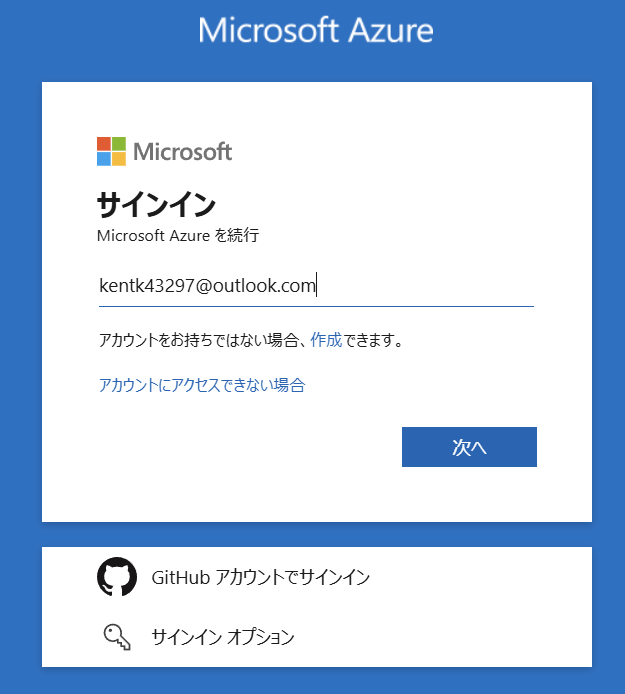 Microsoft Azure
Microsoft
サインイン
Microsoft Azure を続行
kentk43297@outlook.com
アカウントをお持ちではない場合、作成できます。
アカウントにアクセスできない場合
次へ
GitHub アカウントでサインイン
サインイン オプション